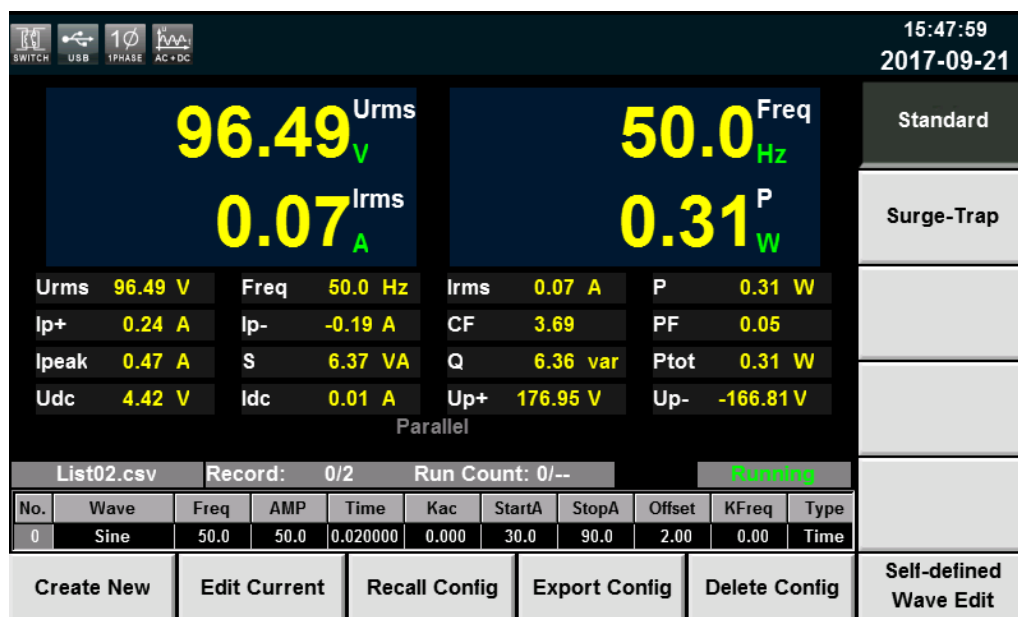 SWITCH USB 1Ø 1PHASE U AC+DC
15:47:59
2017-09-21
96.49 Urms V 50.0 Freq Hz
0.07 Irms A 0.31 P W
Standard
Surge-Trap
Urms 96.49 V Freq 50.0 Hz Irms 0.07 A P 0.31 W
Ip+ 0.24 A Ip- -0.19 A CF 3.69 PF 0.05
Ipeak 0.47 A S 6.37 VA Q 6.36 var Ptot 0.31 W
Udc 4.42 V Idc 0.01 A Up+ 176.95 V Up- -166.81 V
Parallel
List02.csv Record: 0/2 Run Count: 0/-- Running
No. Wave Freq AMP Time Kac StartA StopA Offset KFreq Type
0 Sine 50.0 50.0 0.020000 0.000 30.0 90.0 2.00 0.00 Time
Create New Edit Current Recall Config Export Config Delete Config
Self-defined
Wave Edit